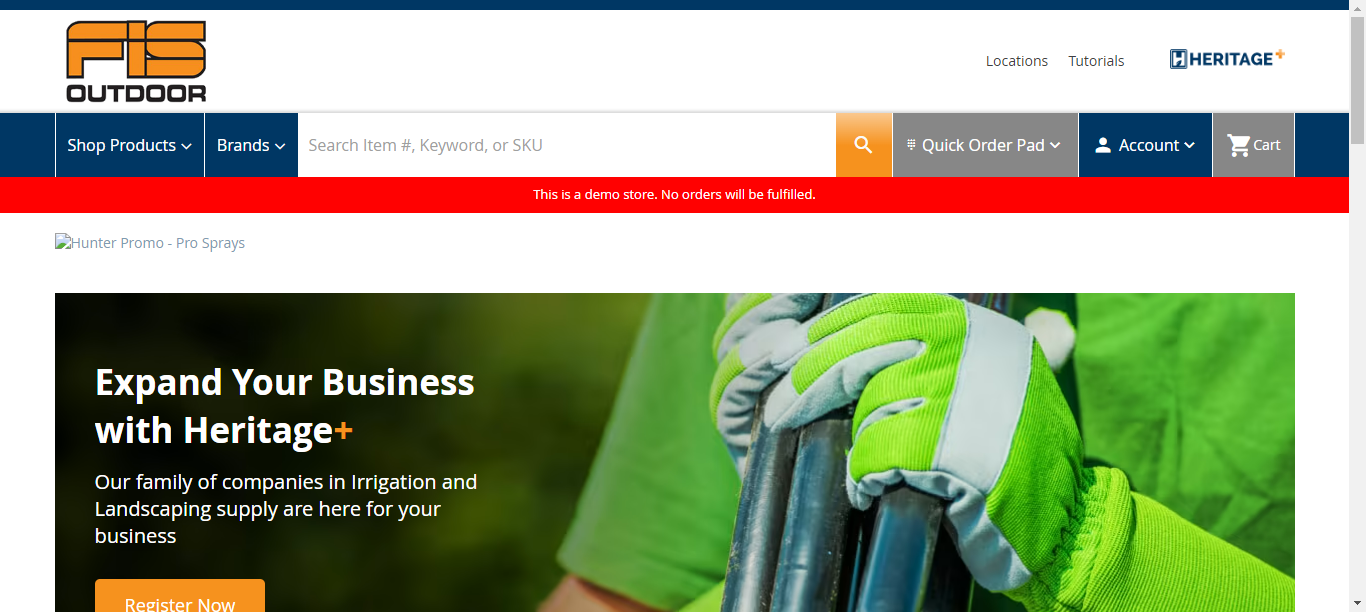 FIS
OUTDOOR
Locations
Tutorials
HERITAGE+
Shop Products
Brands
Search Item #, Keyword, or SKU
Quick Order Pad
Account
Cart
This is a demo store. No orders will be fulfilled.
Hunter Promo - Pro Sprays
Expand Your Business
with Heritage+
Our family of companies in Irrigation and
Landscaping supply are here for your
business
Register Now